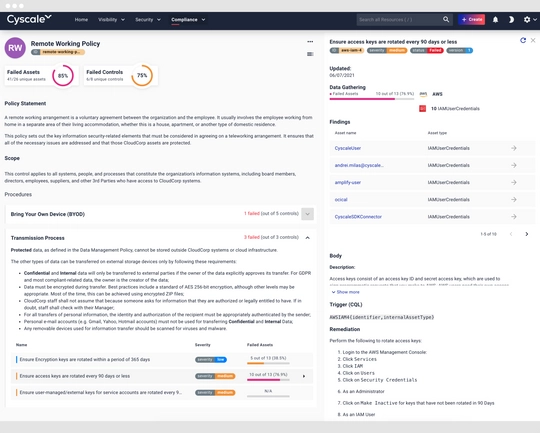 Cyscale
Home
Visibility
Security
Compliance
Search all Resources ( / )
Create
RW
Remote Working Policy
ID remote-working-p...
Failed Assets
85%
Failed Controls
75%
6/8 unique controls
Policy Statement
A remote working arrangement is a voluntary agreement between the organization and the employee. It usually involves the employee working from
home in a separate area of their living accommodation, whether this is a house, apartment, or another type of domestic residence.
This policy sets out the key information security-related elements that must be considered in agreeing on a teleworking arrangement. It ensures that
all of the necessary issues are addressed and that those CloudCorp assets are protected.
Scope
This control applies to all systems, people, and processes that constitute the organization's information systems, including board members,
directors, employees, suppliers, and other 3rd Parties who have access to CloudCorp systems.
Procedures
Bring Your Own Device (BYOD)
1 failed (out of 5 controls)
Transmission Process
3 failed (out of 3 controls)
Protected data, as defined in the Data Management Policy, cannot be stored outside CloudCorp systems or cloud infrastructure.
The other types of data can be transferred on external storage devices only by following these requirements:
• Confidential and Internal data will only be transferred to external parties if the owner of the data explicitly approves its transfer. For GDPR
and most compliant-related data, the owner is the creator of the data;
• Data must be encrypted during transfer. Best practices include a standard of AES 256-bit encryption, although other levels may be
appropriate. Most of the time, this can be achieved using encrypted ZIP files;
• CloudCorp staff shall not assume that because someone asks for information that they are authorized or legally entitled to have it. If in
doubt, staff shall check with their Manager;
• For all transfers of personal information, the identity and authorization of the recipient must be appropriately authenticated by the sender;
• Personal e-mail accounts (e.g. Gmail, Yahoo, Hotmail accounts) must not be used for transferring Confidential and Internal Data;
• Any removable devices used for information transfer should be scanned for viruses and malware.
Name
Severity
Failed Assets
Ensure Encryption keys are rotated within a period of 365 days
severity low
5 out of 13 (38.5%)
Ensure access keys are rotated every 90 days or less
severity medium
10 out of 13 (76.9%)
Ensure user-managed/external keys for service accounts are rotated every 9...
severity medium
N/A
Ensure access keys are rotated every 90 days or less
ID aws-iam-4
severity medium
status Failed
version
Updated:
06/07/2021
Data Gathering
Failed Assets
10 out of 13 (76.9%)
AWS
10 IAMUserCredentials
Findings
Asset name
Asset type
CyscaleUser
IAMUserCredentials
andrei.milas@cyscale...
IAMUserCredentials
amplify-user
IAMUserCredentials
ocical
IAMUserCredentials
CyscaleSDKConnector
IAMUserCredentials
Body
Description:
Access keys consist of an access key ID and secret access key, which are used to
Show more
Trigger (CQL)
AWSIAM4{identifier,internalAssetType}
Remediation
Perform the following to rotate access keys:
1. Login to the AWS Management Console
2. Click Services
3. Click IAM
4. Click on Users
5. Click on Security Credentials
6. As an Administrator
7. Click on Make Inactive for keys that have not been rotated in 90 Days
8. As an IAM User